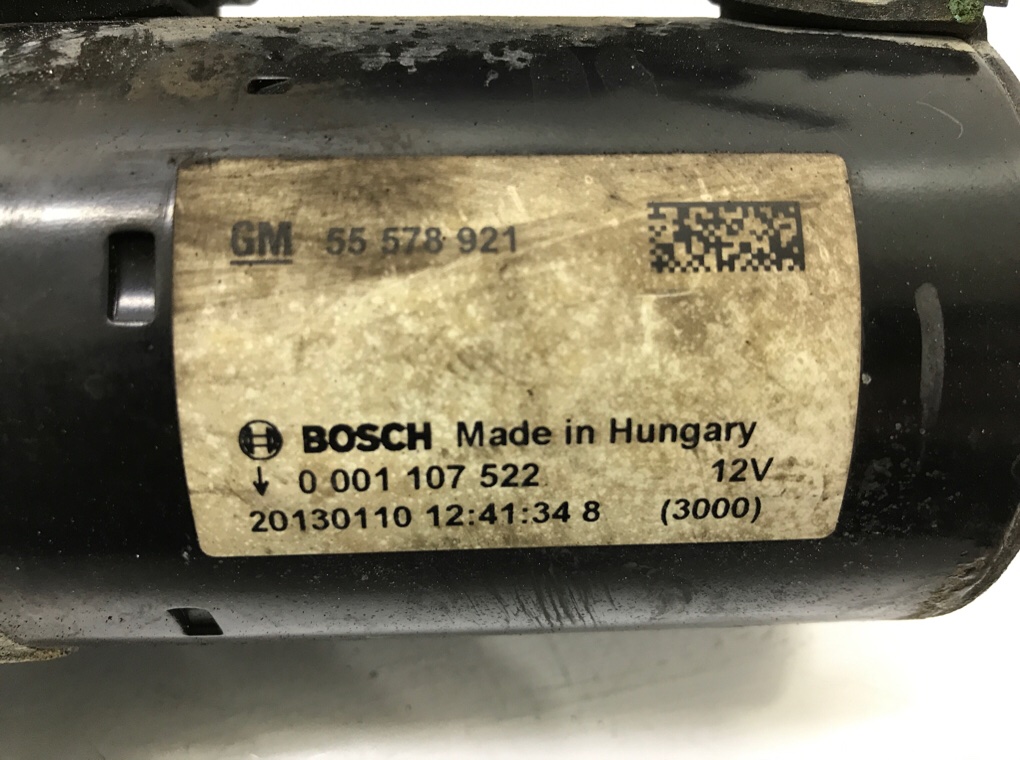 GM 55 578 921
BOSCH Made in Hungary
↓ 0 001 107 522 12V
20130110 12:41:34 8 (3000)